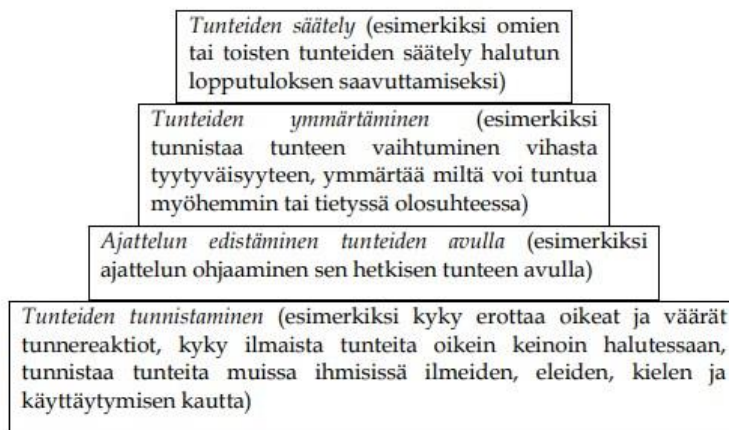 Tunteiden säätely (esimerkiksi omien
tai toisten tunteiden säätely halutun
lopputuloksen saavuttamiseksi)
Tunteiden ymmärtäminen (esimerkiksi
tunnistaa tunteen vaihtuminen vihasta
tyytyväisyyteen, ymmärtää miltä voi tuntua
myöhemmin tai tietyssä olosuhteessa)
Ajattelun edistäminen tunteiden avulla (esimerkiksi
ajattelun ohjaaminen sen hetkisen tunteen avulla)
Tunteiden tunnistaminen (esimerkiksi kyky erottaa oikeat ja väärät
tunnereaktiot, kyky ilmaista tunteita oikein keinoin halutessaan,
tunnistaa tunteita muissa ihmisissä ilmeiden, eleiden, kielen ja
käyttäytymisen kautta)